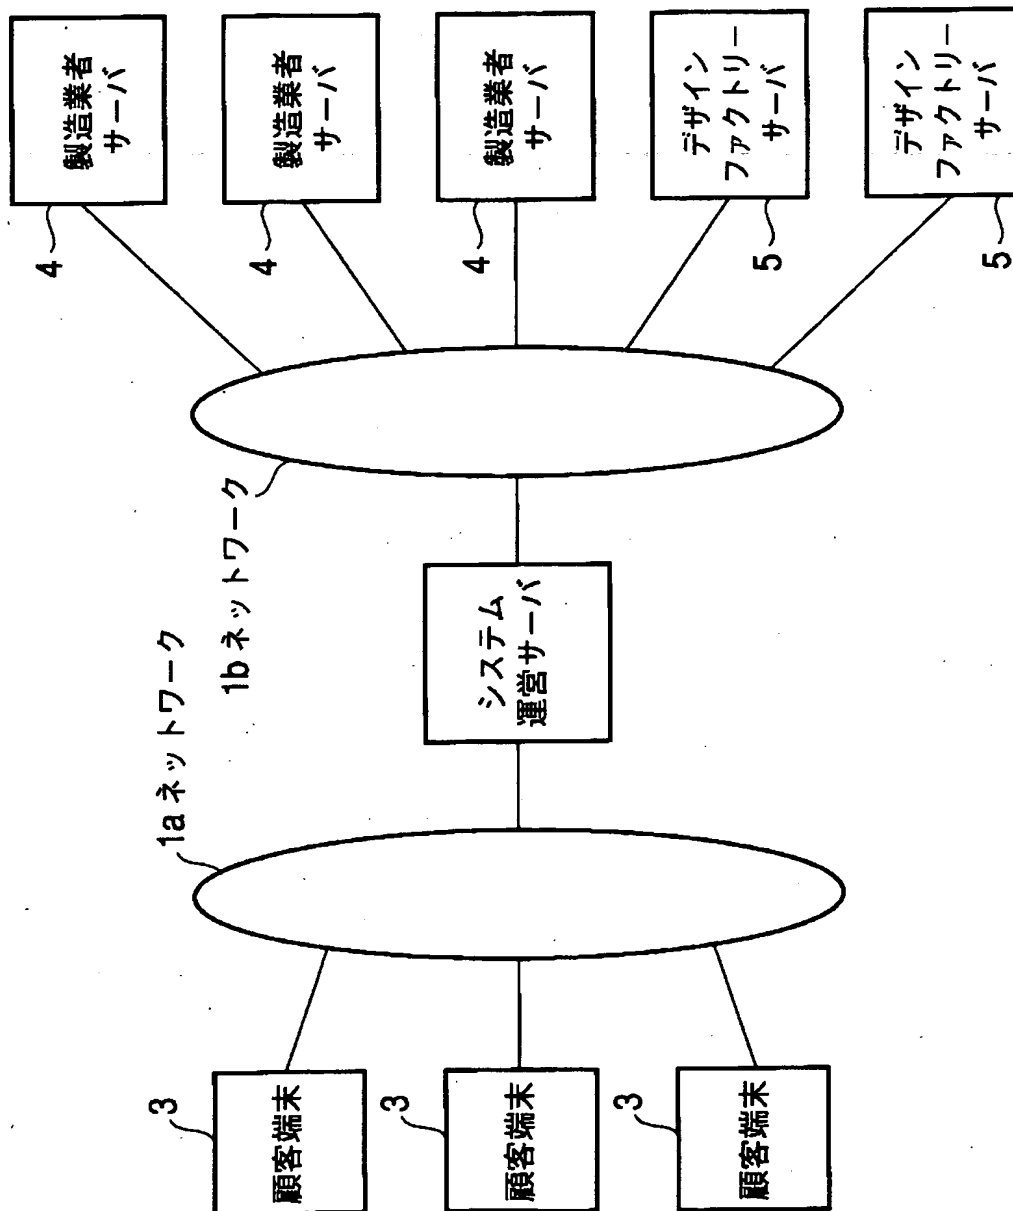 3
顧客端末
3
顧客端末
3
顧客端末
1a ネットワーク
システム
運営サーバ
1b ネットワーク
4
製造業者
サーバ
4
製造業者
サーバ
4
製造業者
サーバ
5
デザイン
ファクトリー
サーバ
5
デザイン
ファクトリー
サーバ